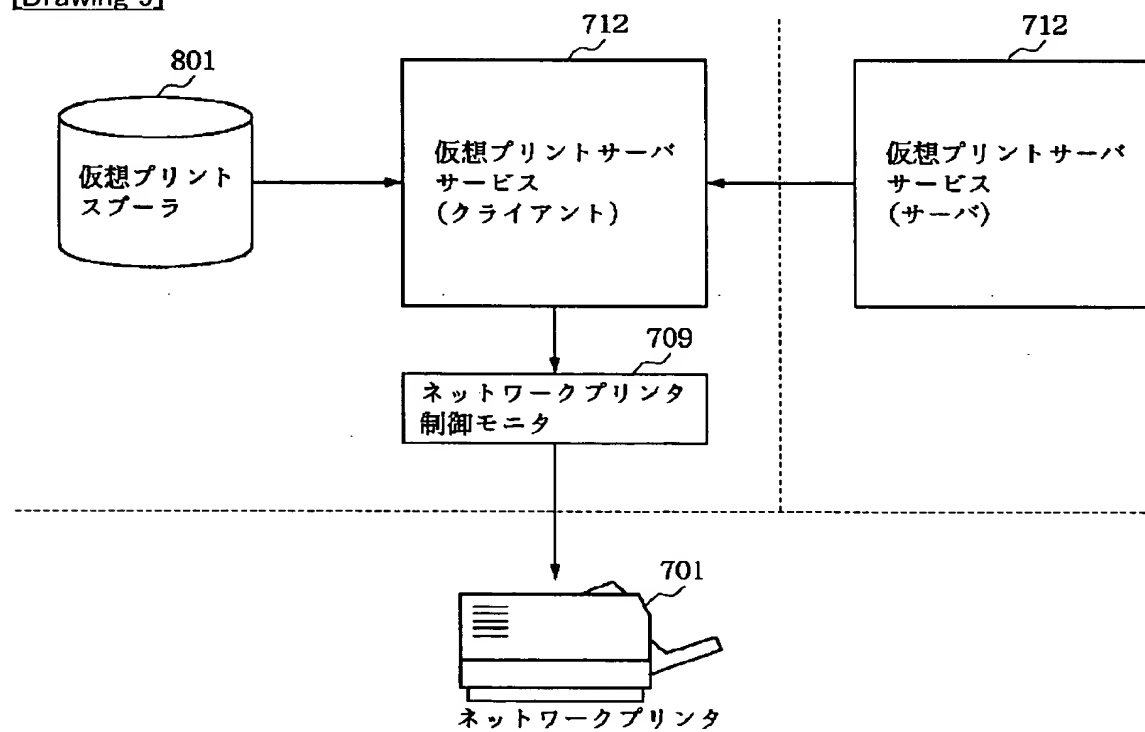 712
712
801
仮想プリント
スプーラ
仮想プリントサーバ
サービス
(クライアント)
仮想プリントサーバ
サービス
(サーバ)
709
ネットワークプリンタ
制御モニタ
701
ネットワークプリンタ